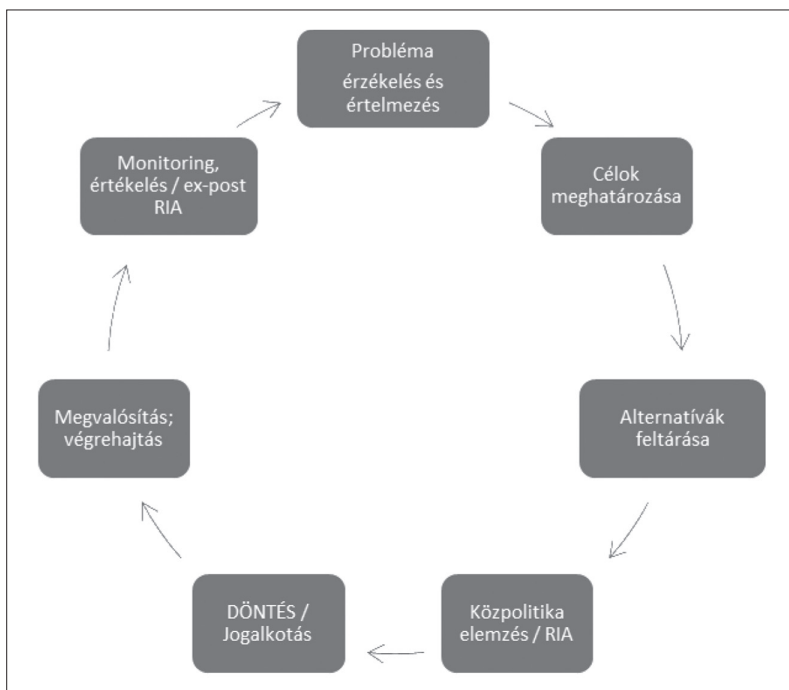 Probléma
érzékelés és
értelmezés
Célok
meghatározása
Alternatívák
feltárása
Közpolitika
elemzés / RIA
DÖNTÉS /
Jogalkotás
Megvalósítás;
végrehajtás
Monitoring,
értékelés / ex-post
RIA